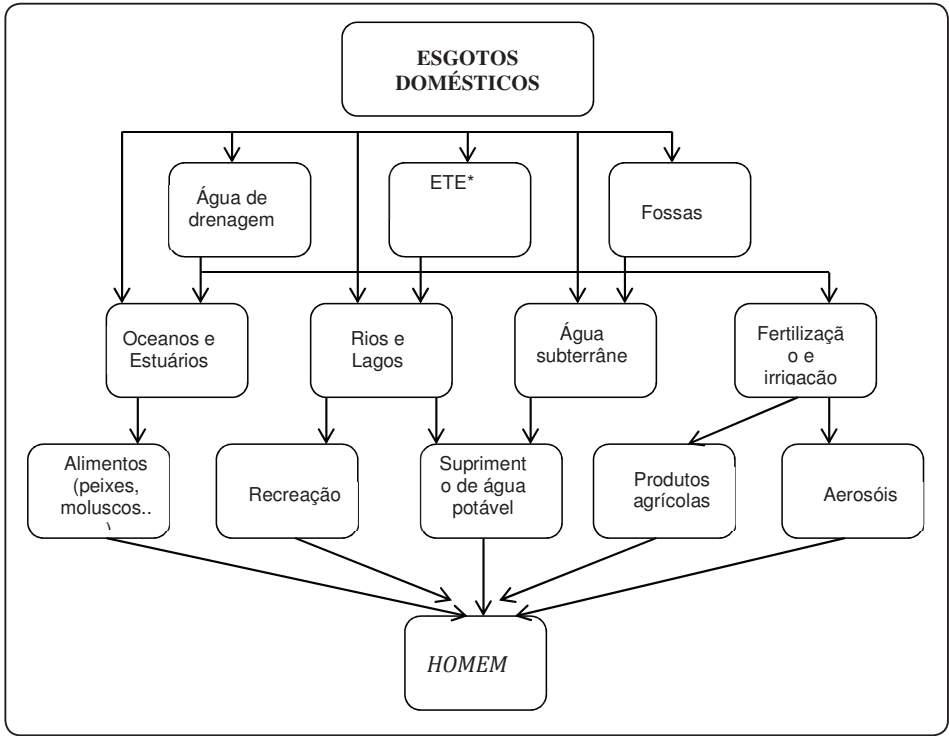 ESGOTOS
DOMÉSTICOS
Água de
drenagem
ETE*
Fossas
Oceanos e
Estuários
Rios e
Lagos
Água
subterrâne
Fertilizaçã
o e
irrigação
Alimentos
(peixes,
moluscos..
)
Recreação
Supriment
o de água
potável
Produtos
agrícolas
Aerosóis
HOMEM